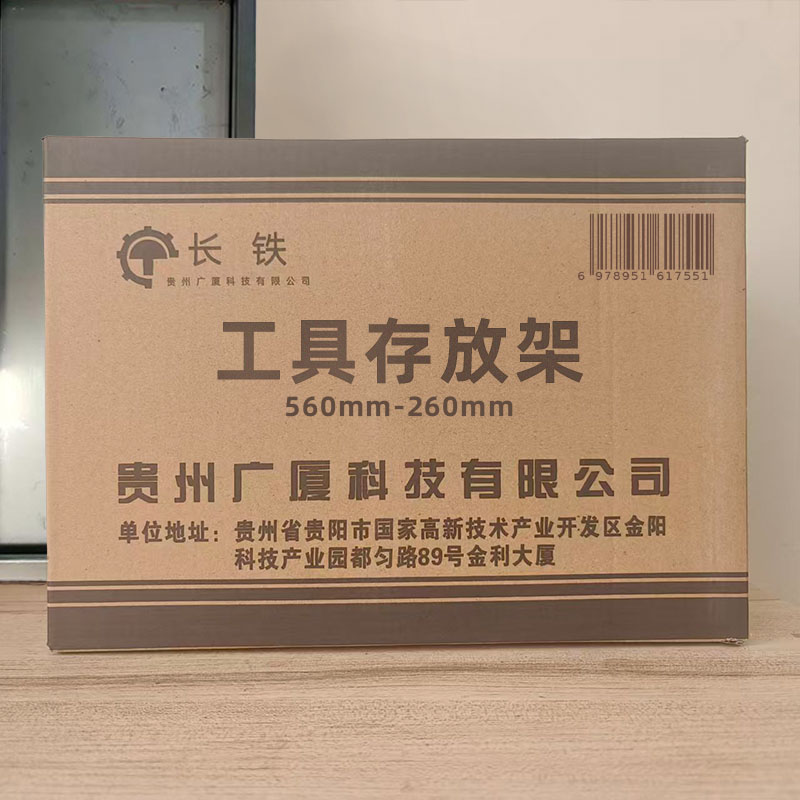 长铁
贵州广厦科技有限公司
6 978951 617551
工具存放架
560mm-260mm
贵州广厦科技有限公司
单位地址：贵州省贵阳市国家高新技术产业开发区金阳
科技产业园都匀路89号金利大厦